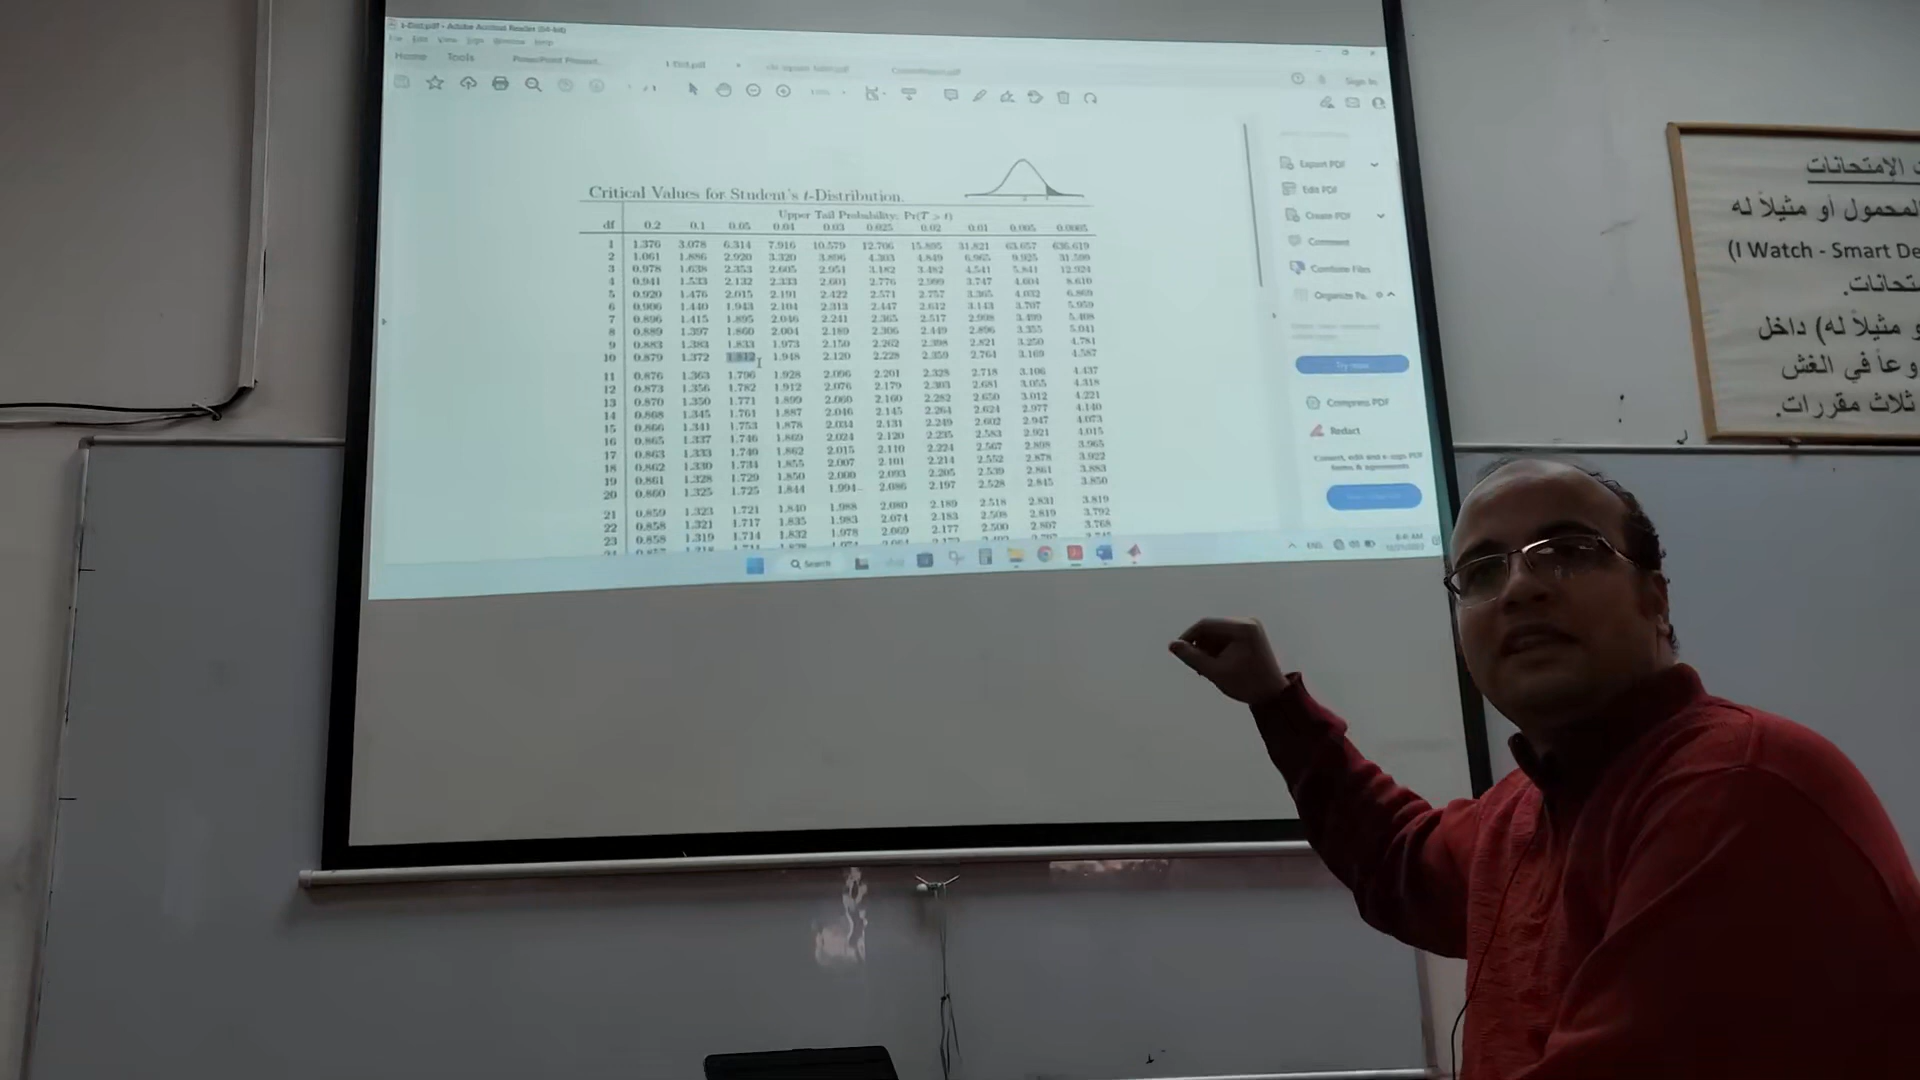 t-Dist.pdf - Adobe Acrobat Reader (64-bit)
Home Tools
t-Dist.pdf
Sign In
Export PDF
Edit PDF
Create PDF
Comment
Combine Files
Organize Pa...
Compress PDF
Redact
Convert, edit and e-sign PDF
forms & agreements
Critical Values for Student's t-Distribution.
Upper Tail Probability: Pr(T > t)
df 0.2 0.1 0.05 0.04 0.03 0.025 0.02 0.01 0.005 0.0005
1 1.376 3.078 6.314 7.916 10.579 12.706 15.895 31.821 63.657 636.619
2 1.061 1.886 2.920 3.320 3.896 4.303 4.849 6.965 9.925 31.599
3 0.978 1.638 2.353 2.605 2.951 3.182 3.482 4.541 5.841 12.924
4 0.941 1.533 2.132 2.333 2.601 2.776 2.999 3.747 4.604 8.610
5 0.920 1.476 2.015 2.191 2.422 2.571 2.757 3.365 4.032 6.869
6 0.906 1.440 1.943 2.104 2.313 2.447 2.612 3.143 3.707 5.959
7 0.896 1.415 1.895 2.046 2.241 2.365 2.517 2.998 3.499 5.408
8 0.889 1.397 1.860 2.004 2.189 2.306 2.449 2.896 3.355 5.041
9 0.883 1.383 1.833 1.973 2.150 2.262 2.398 2.821 3.250 4.781
10 0.879 1.372 1.812 1.948 2.120 2.228 2.359 2.764 3.169 4.587
11 0.876 1.363 1.796 1.928 2.096 2.201 2.328 2.718 3.106 4.437
12 0.873 1.356 1.782 1.912 2.076 2.179 2.303 2.681 3.055 4.318
13 0.870 1.350 1.771 1.899 2.060 2.160 2.282 2.650 3.012 4.221
14 0.868 1.345 1.761 1.887 2.046 2.145 2.264 2.624 2.977 4.140
15 0.866 1.341 1.753 1.878 2.034 2.131 2.249 2.602 2.947 4.073
16 0.865 1.337 1.746 1.869 2.024 2.120 2.235 2.583 2.921 4.015
17 0.863 1.333 1.740 1.862 2.015 2.110 2.224 2.567 2.898 3.965
18 0.862 1.330 1.734 1.855 2.007 2.101 2.214 2.552 2.878 3.922
19 0.861 1.328 1.729 1.850 2.000 2.093 2.205 2.539 2.861 3.883
20 0.860 1.325 1.725 1.844 1.994 2.086 2.197 2.528 2.845 3.850
21 0.859 1.323 1.721 1.840 1.988 2.080 2.189 2.518 2.831 3.819
22 0.858 1.321 1.717 1.835 1.983 2.074 2.183 2.508 2.819 3.792
23 0.858 1.319 1.714 1.832 1.978 2.069 2.177 2.500 2.807 3.768
Search
ENG
الإمتحانات
المحمول أو مثيلاً له
(I Watch - Smart De
متحانات.
و مثيلاً له) داخل
وعاً في الغش
ثلاث مقررات.